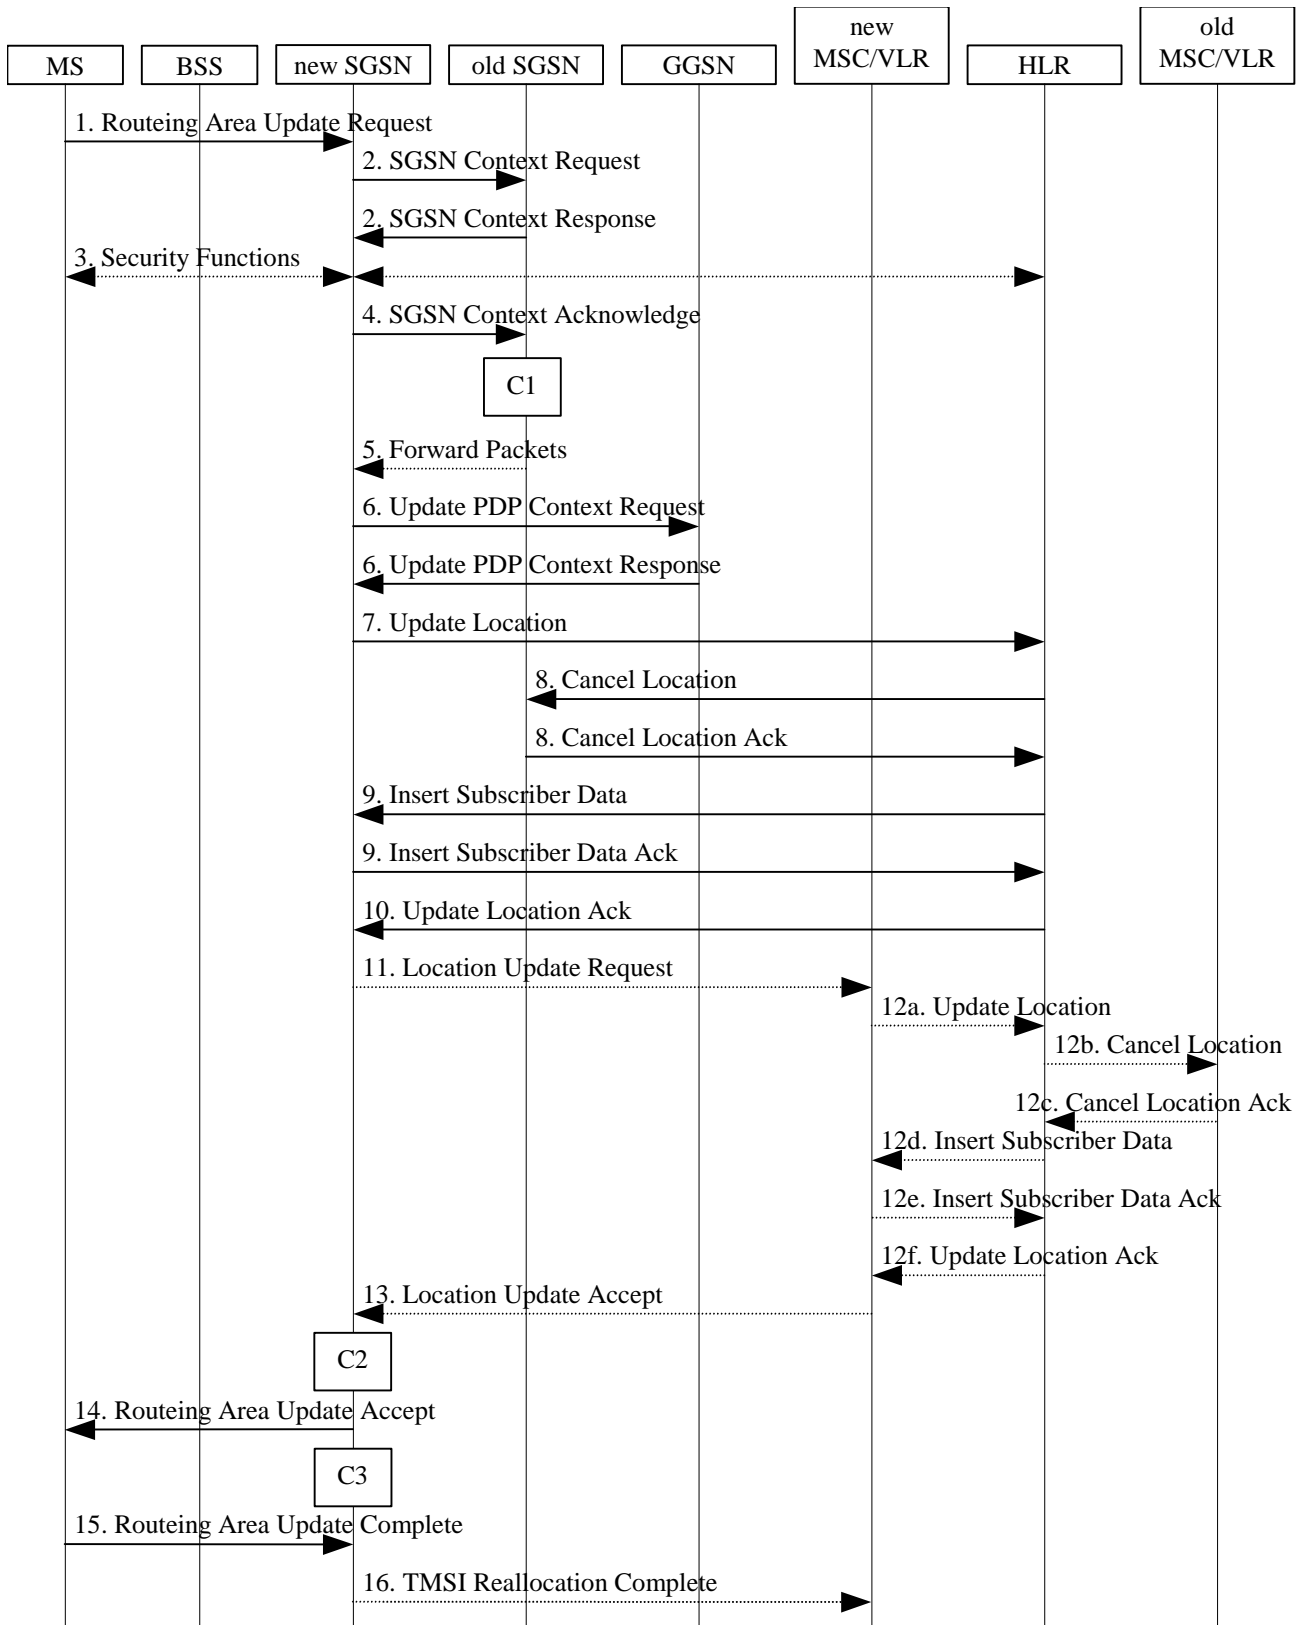 new
MSC/VLR
old
MSC/VLR
MS
BSS
new SGSN
old SGSN
GGSN
HLR
1. Routeing Area Update Request
2. SGSN Context Request
2. SGSN Context Response
3. Security Functions
4. SGSN Context Acknowledge
C1
5. Forward Packets
6. Update PDP Context Request
6. Update PDP Context Response
7. Update Location
8. Cancel Location
8. Cancel Location Ack
9. Insert Subscriber Data
9. Insert Subscriber Data Ack
10. Update Location Ack
11. Location Update Request
12a. Update Location
12b. Cancel Location
12c. Cancel Location Ack
12d. Insert Subscriber Data
12e. Insert Subscriber Data Ack
12f. Update Location Ack
13. Location Update Accept
C2
14. Routeing Area Update Accept
C3
15. Routeing Area Update Complete
16. TMSI Reallocation Complete